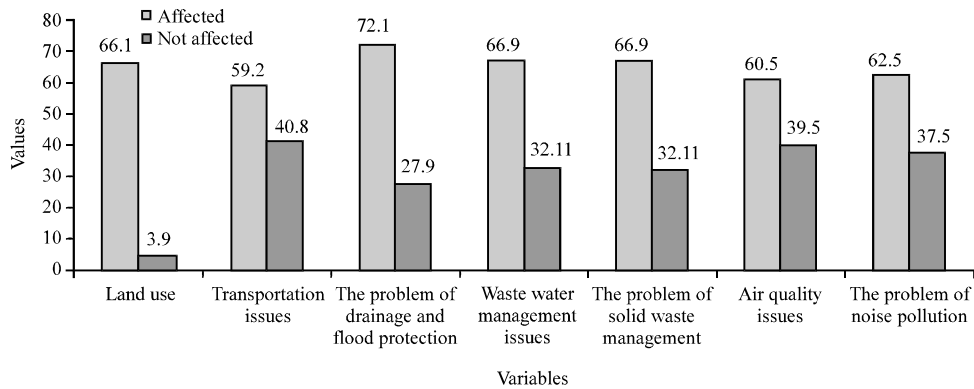 80
70
60
50
40
30
20
10
0
Values
Affected
Not affected
66.1
3.9
59.2
40.8
72.1
27.9
66.9
32.11
66.9
32.11
60.5
39.5
62.5
37.5
Land use
Transportation
issues
The problem of
drainage and
flood protection
Waste water
management
issues
The problem of
solid waste
management
Air quality
issues
The problem of
noise pollution
Variables